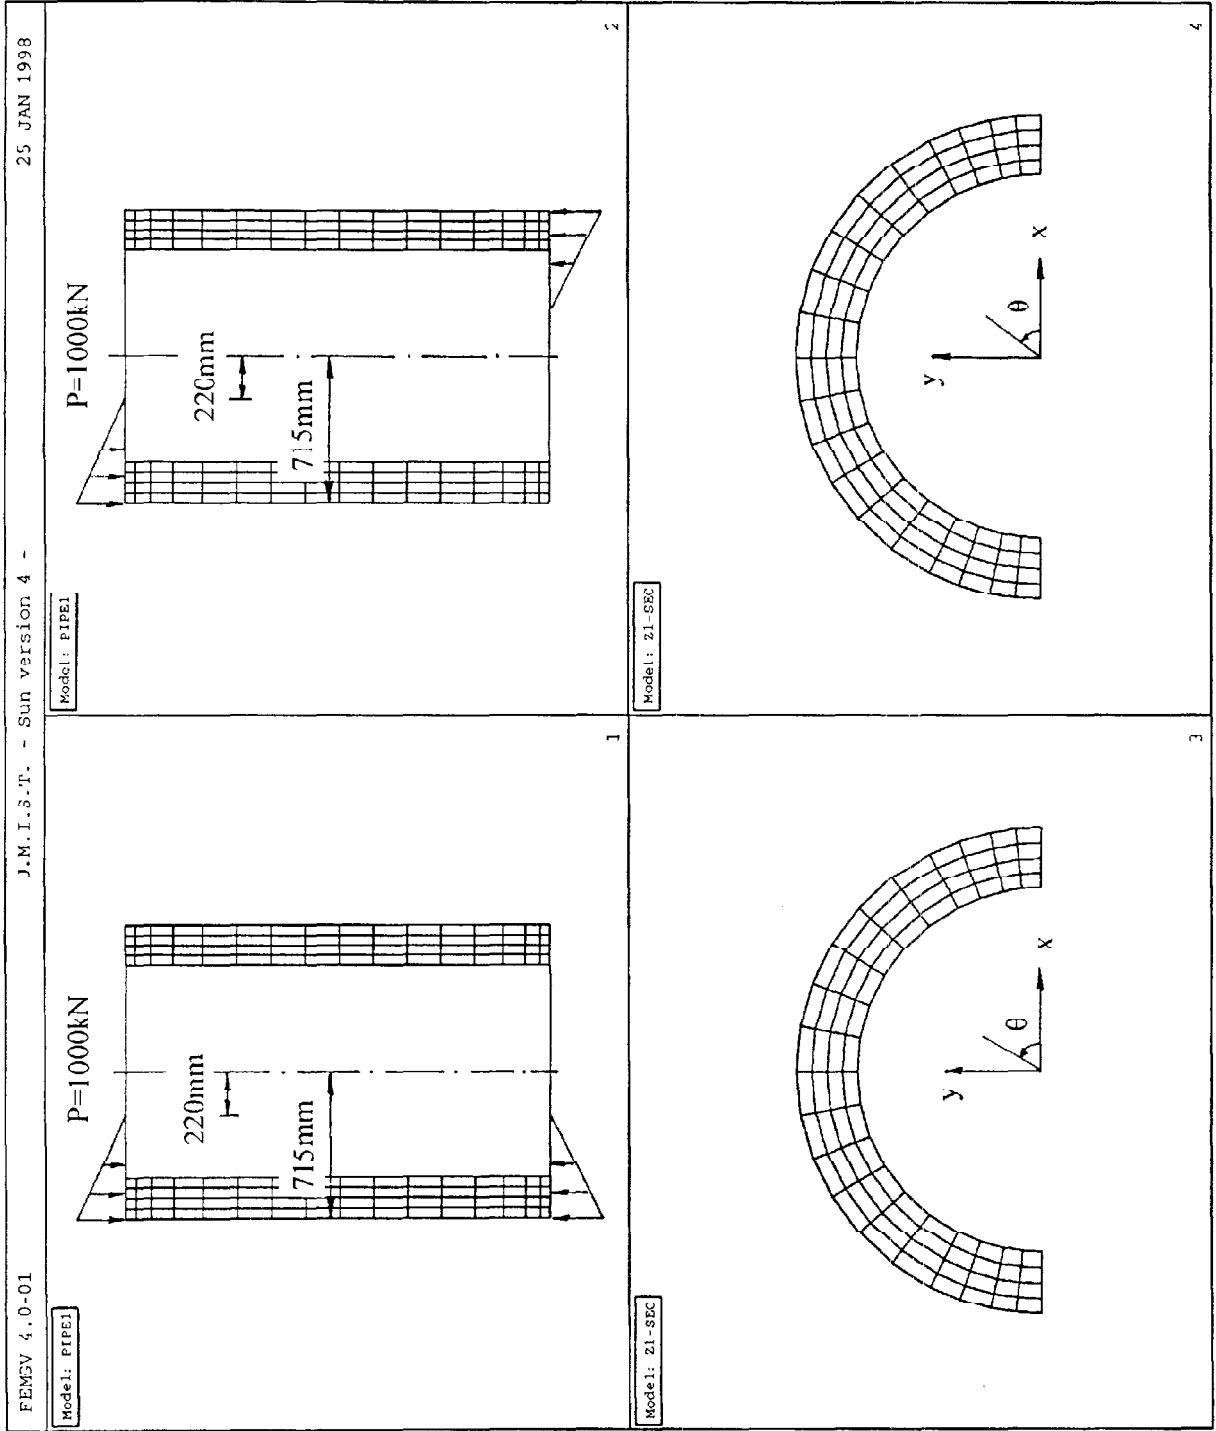 FEMGV 4.0-01
J.M.I.S.T. - Sun version 4 -
25 JAN 1998
Model: PIPE1
P=1000kN
220mm
715mm
1
Model: PIPE1
P=1000kN
220mm
715mm
2
Model: Z1-SEC
y
θ
x
3
Model: Z1-SEC
y
θ
x
4